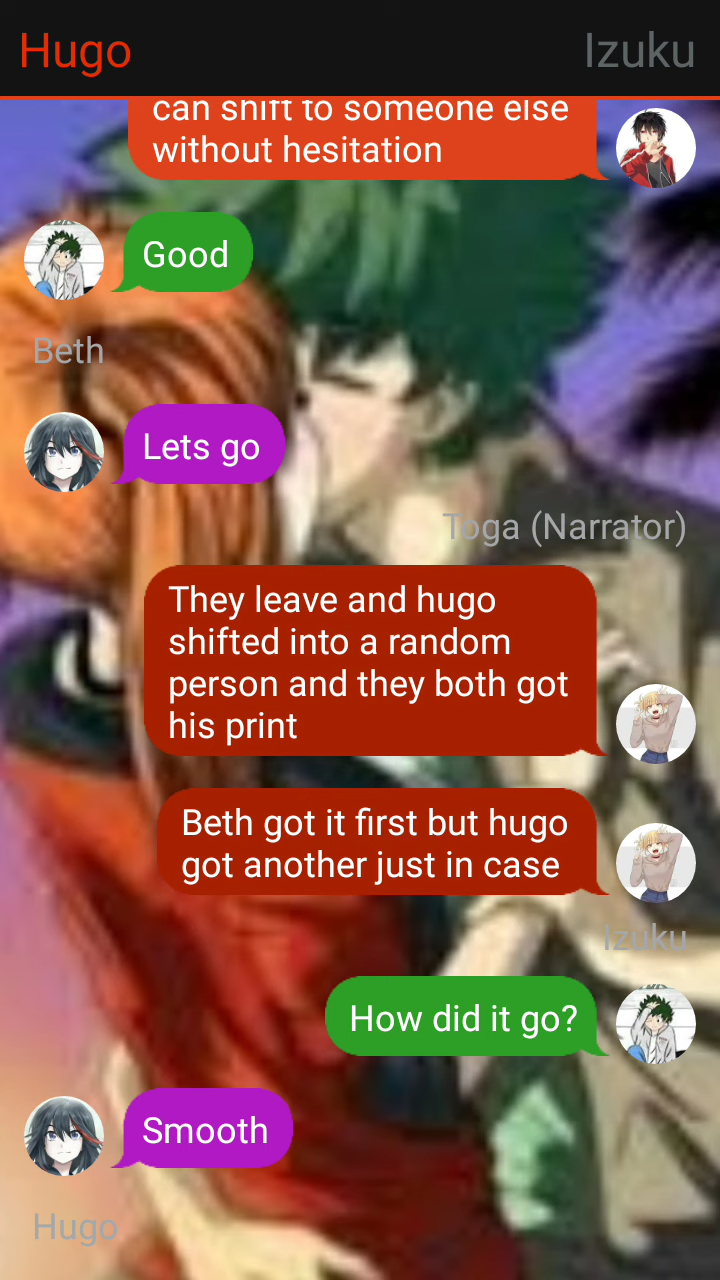 Hugo
Izuku
can shift to someone else
without hesitation
Good
Beth
Lets go
Toga (Narrator)
They leave and hugo
shifted into a random
person and they both got
his print
Beth got it first but hugo
got another just in case
Izuku
How did it go?
Smooth
Hugo